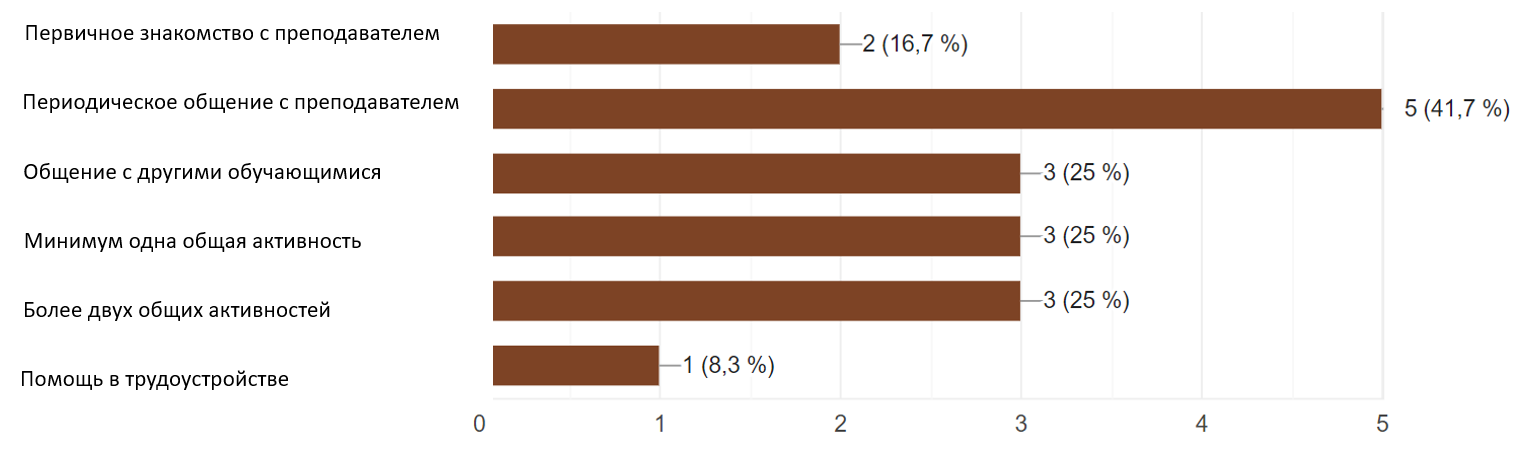 Первичное знакомство с преподавателем
2 (16,7 %)
Периодическое общение с преподавателем
5 (41,7 %)
Общение с другими обучающимися
3 (25 %)
Минимум одна общая активность
3 (25 %)
Более двух общих активностей
3 (25 %)
Помощь в трудоустройстве
1 (8,3 %)
0 1 2 3 4 5